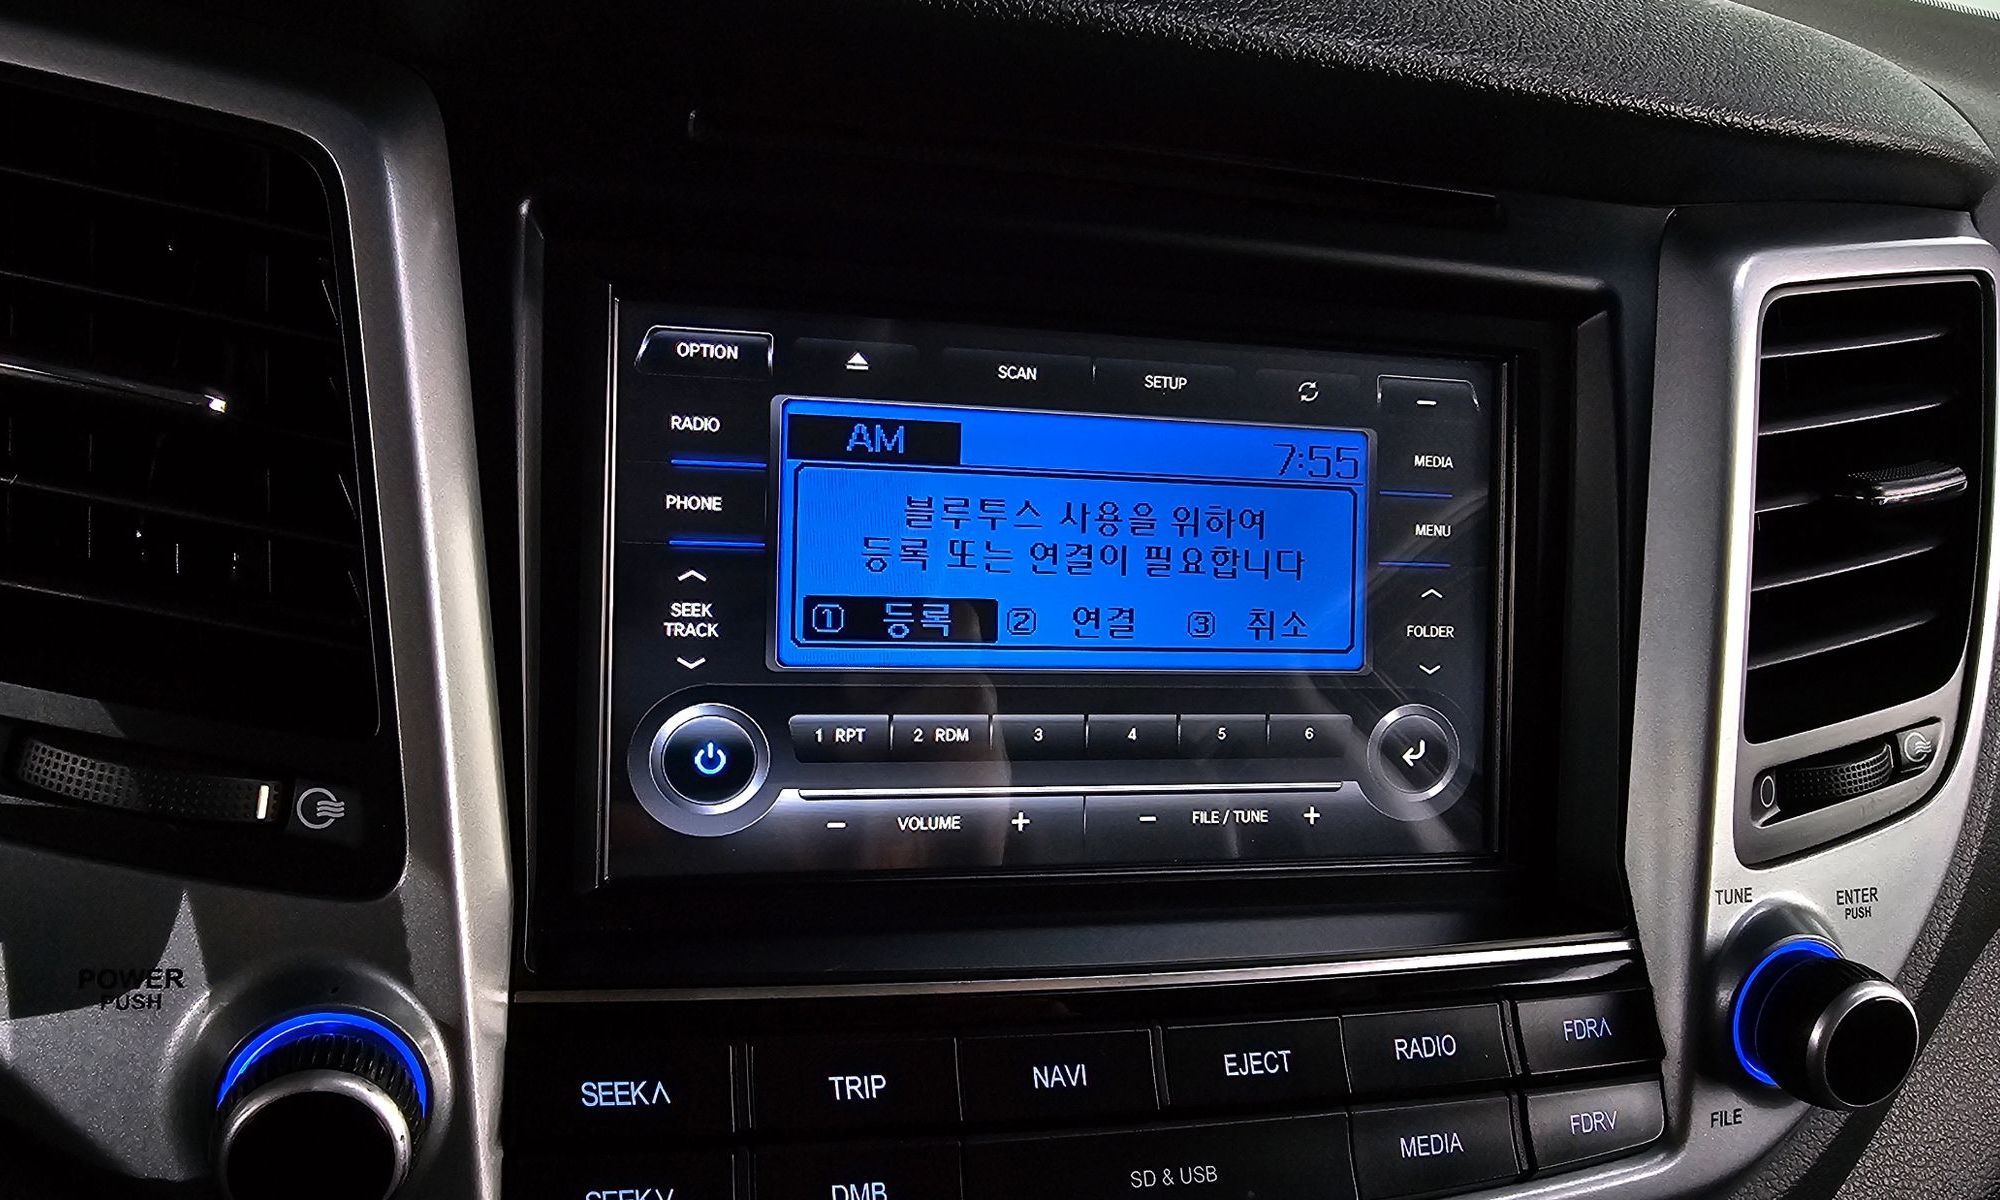 OPTION
SCAN
SETUP
RADIO
AM
7:55
MEDIA
PHONE
블루투스 사용을 위하여
MENU
등록 또는 연결이 필요합니다
SEEK
TRACK
① 등록 ② 연결 ③ 취소
FOLDER
1 RPT 2 RDM 3 4 5 6
− VOLUME + − FILE / TUNE +
TUNE
ENTER
PUSH
POWER
PUSH
SEEK∧ TRIP NAVI EJECT RADIO FDR∧
FILE
SEEK∨ DMB SD & USB MEDIA FDR∨